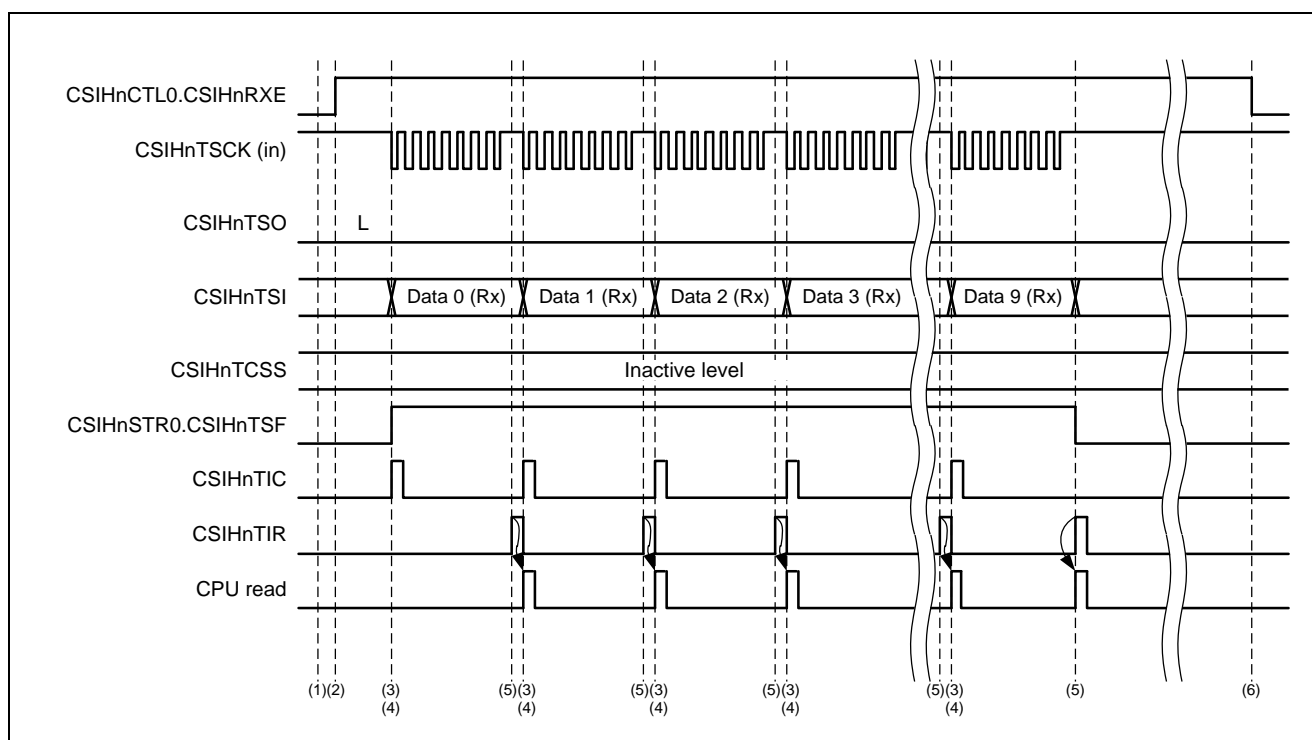 CSIHnCTL0.CSIHnRXE
CSIHnTSCK (in)
CSIHnTSO
L
CSIHnTSI
Data 0 (Rx)
Data 1 (Rx)
Data 2 (Rx)
Data 3 (Rx)
Data 9 (Rx)
CSIHnTCSS
Inactive level
CSIHnSTR0.CSIHnTSF
CSIHnTIC
CSIHnTIR
CPU read
(1)(2) (3) (5)(3) (5)(3) (5)(3) (5)(3) (5) (6)
(4) (4) (4) (4) (4)